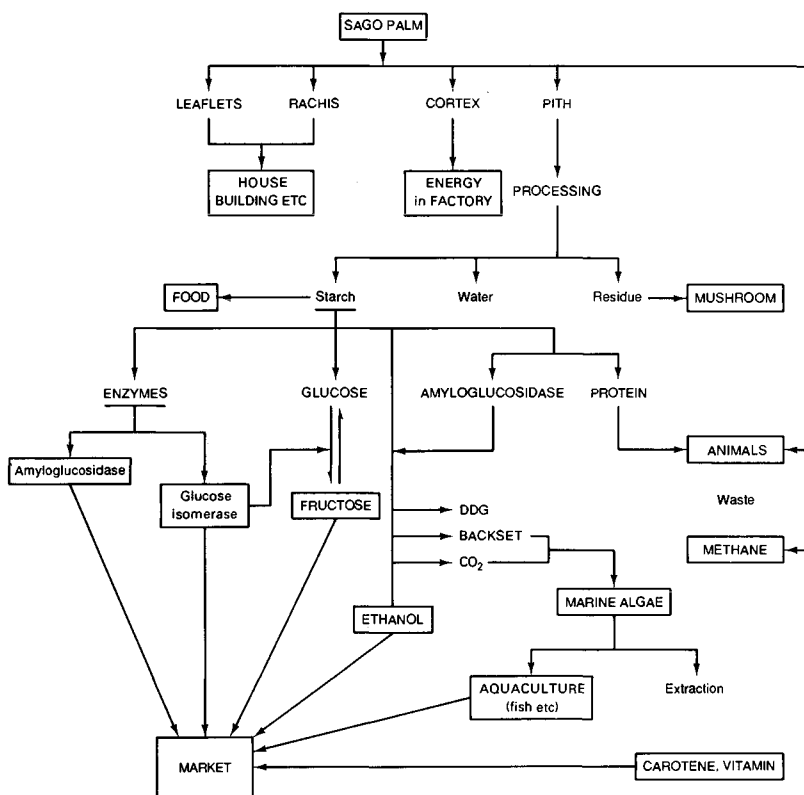 SAGO PALM
LEAFLETS RACHIS CORTEX PITH
HOUSE
BUILDING ETC
ENERGY
in FACTORY
PROCESSING
FOOD Starch Water Residue MUSHROOM
ENZYMES GLUCOSE AMYLOGLUCOSIDASE PROTEIN
Amyloglucosidase ANIMALS
Glucose
isomerase
FRUCTOSE Waste
DDG
BACKSET METHANE
CO₂
MARINE ALGAE
ETHANOL
AQUACULTURE
(fish etc)
Extraction
MARKET CAROTENE, VITAMIN